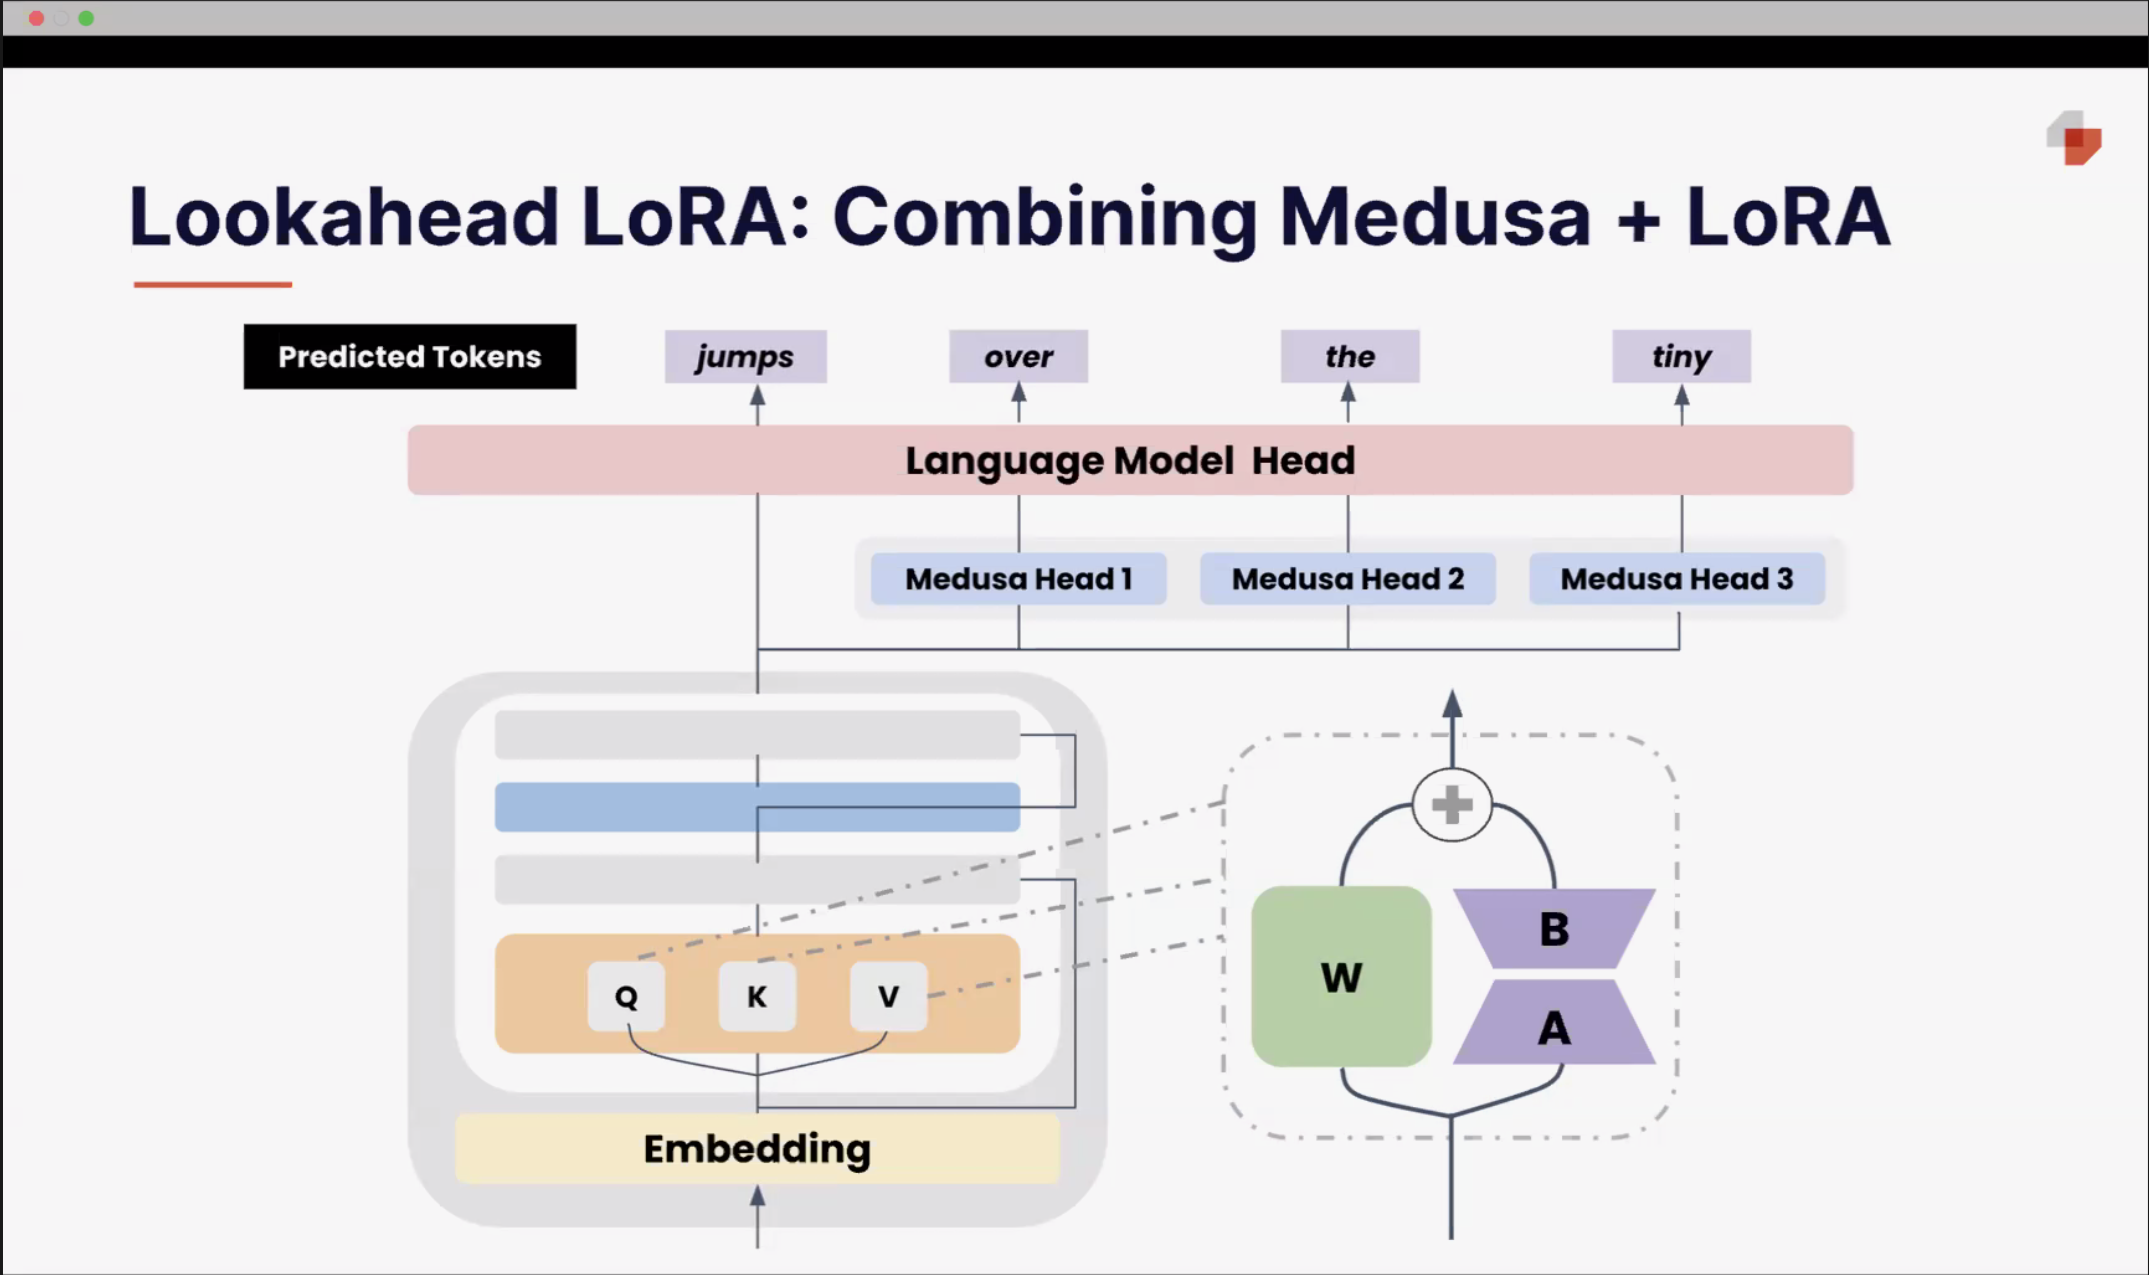 Lookahead LoRA: Combining Medusa + LoRA
Predicted Tokens
jumps
over
the
tiny
Language Model Head
Medusa Head 1
Medusa Head 2
Medusa Head 3
Q
K
V
Embedding
W
B
A